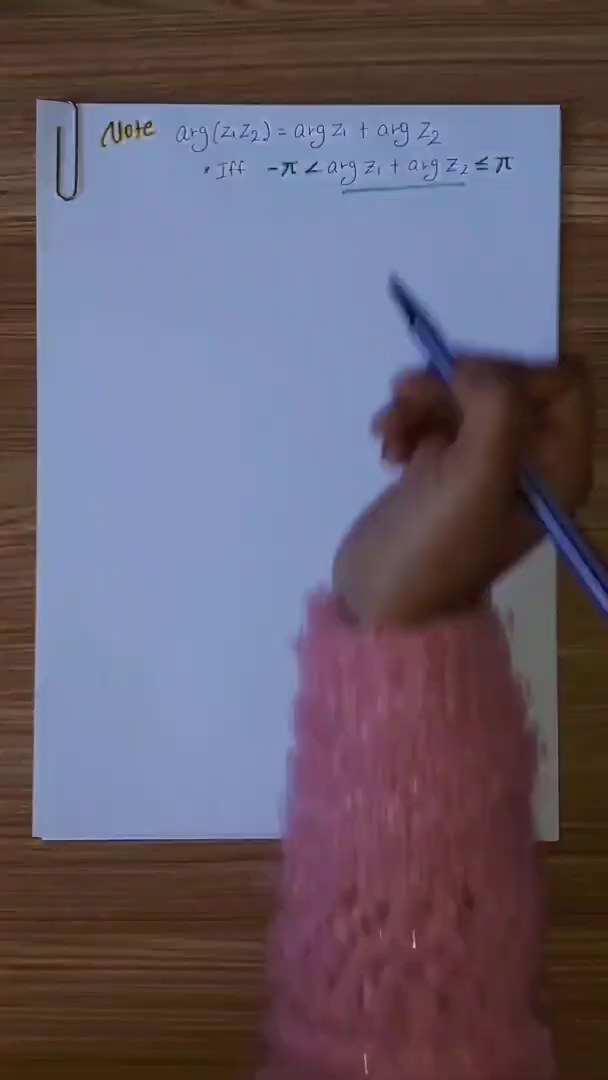 Note arg(z₁z₂) = arg z₁ + arg z₂
• Iff -π < arg z₁ + arg z₂ ≤ π